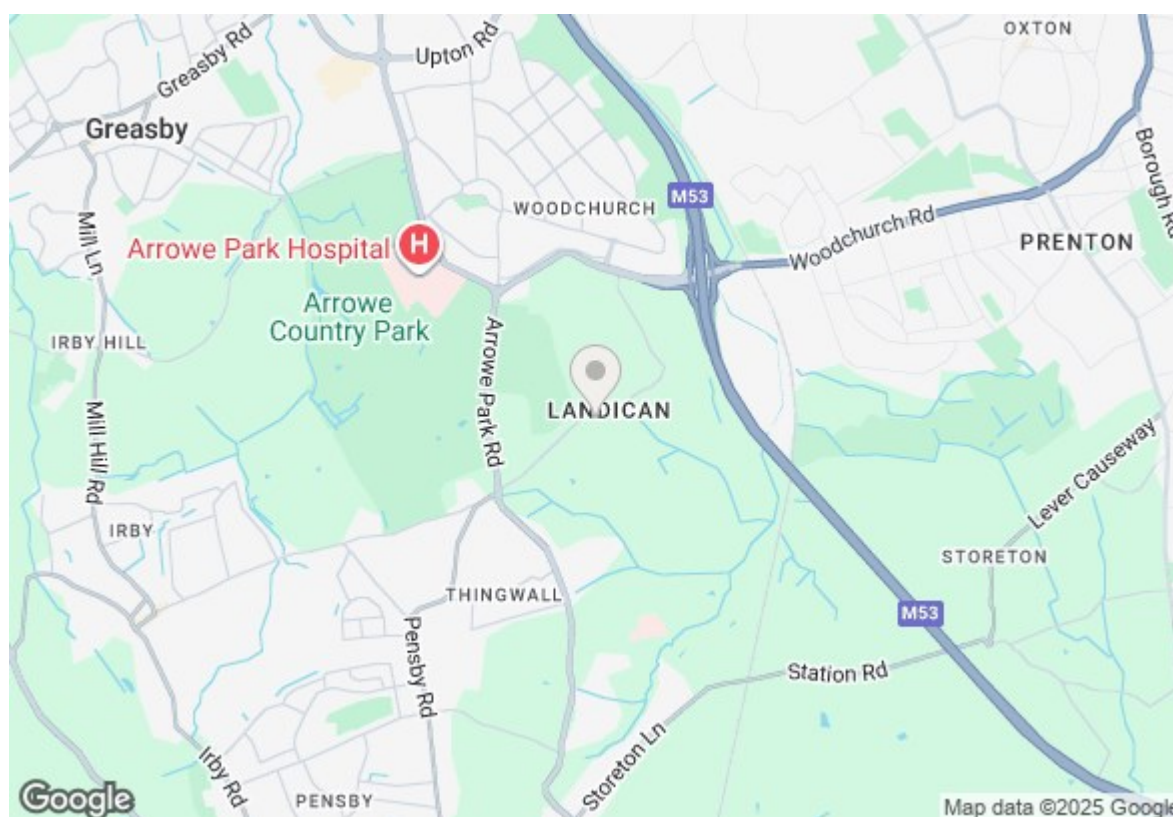 OXTON
Upton Rd
Greasby Rd
Greasby
M53
Borough Rd
WOODCHURCH
Woodchurch Rd
PRENTON
Mill Ln
Arrowe Park Hospital
H
Arrowe
Country Park
IRBY HILL
Arrowe Park Rd
LANDICAN
Mill Hill Rd
Lever Causeway
IRBY
STORETON
THINGWALL
M53
Pensby Rd
Station Rd
Storeton Ln
Irby Rd
PENSBY
Google
Map data ©2025 Google